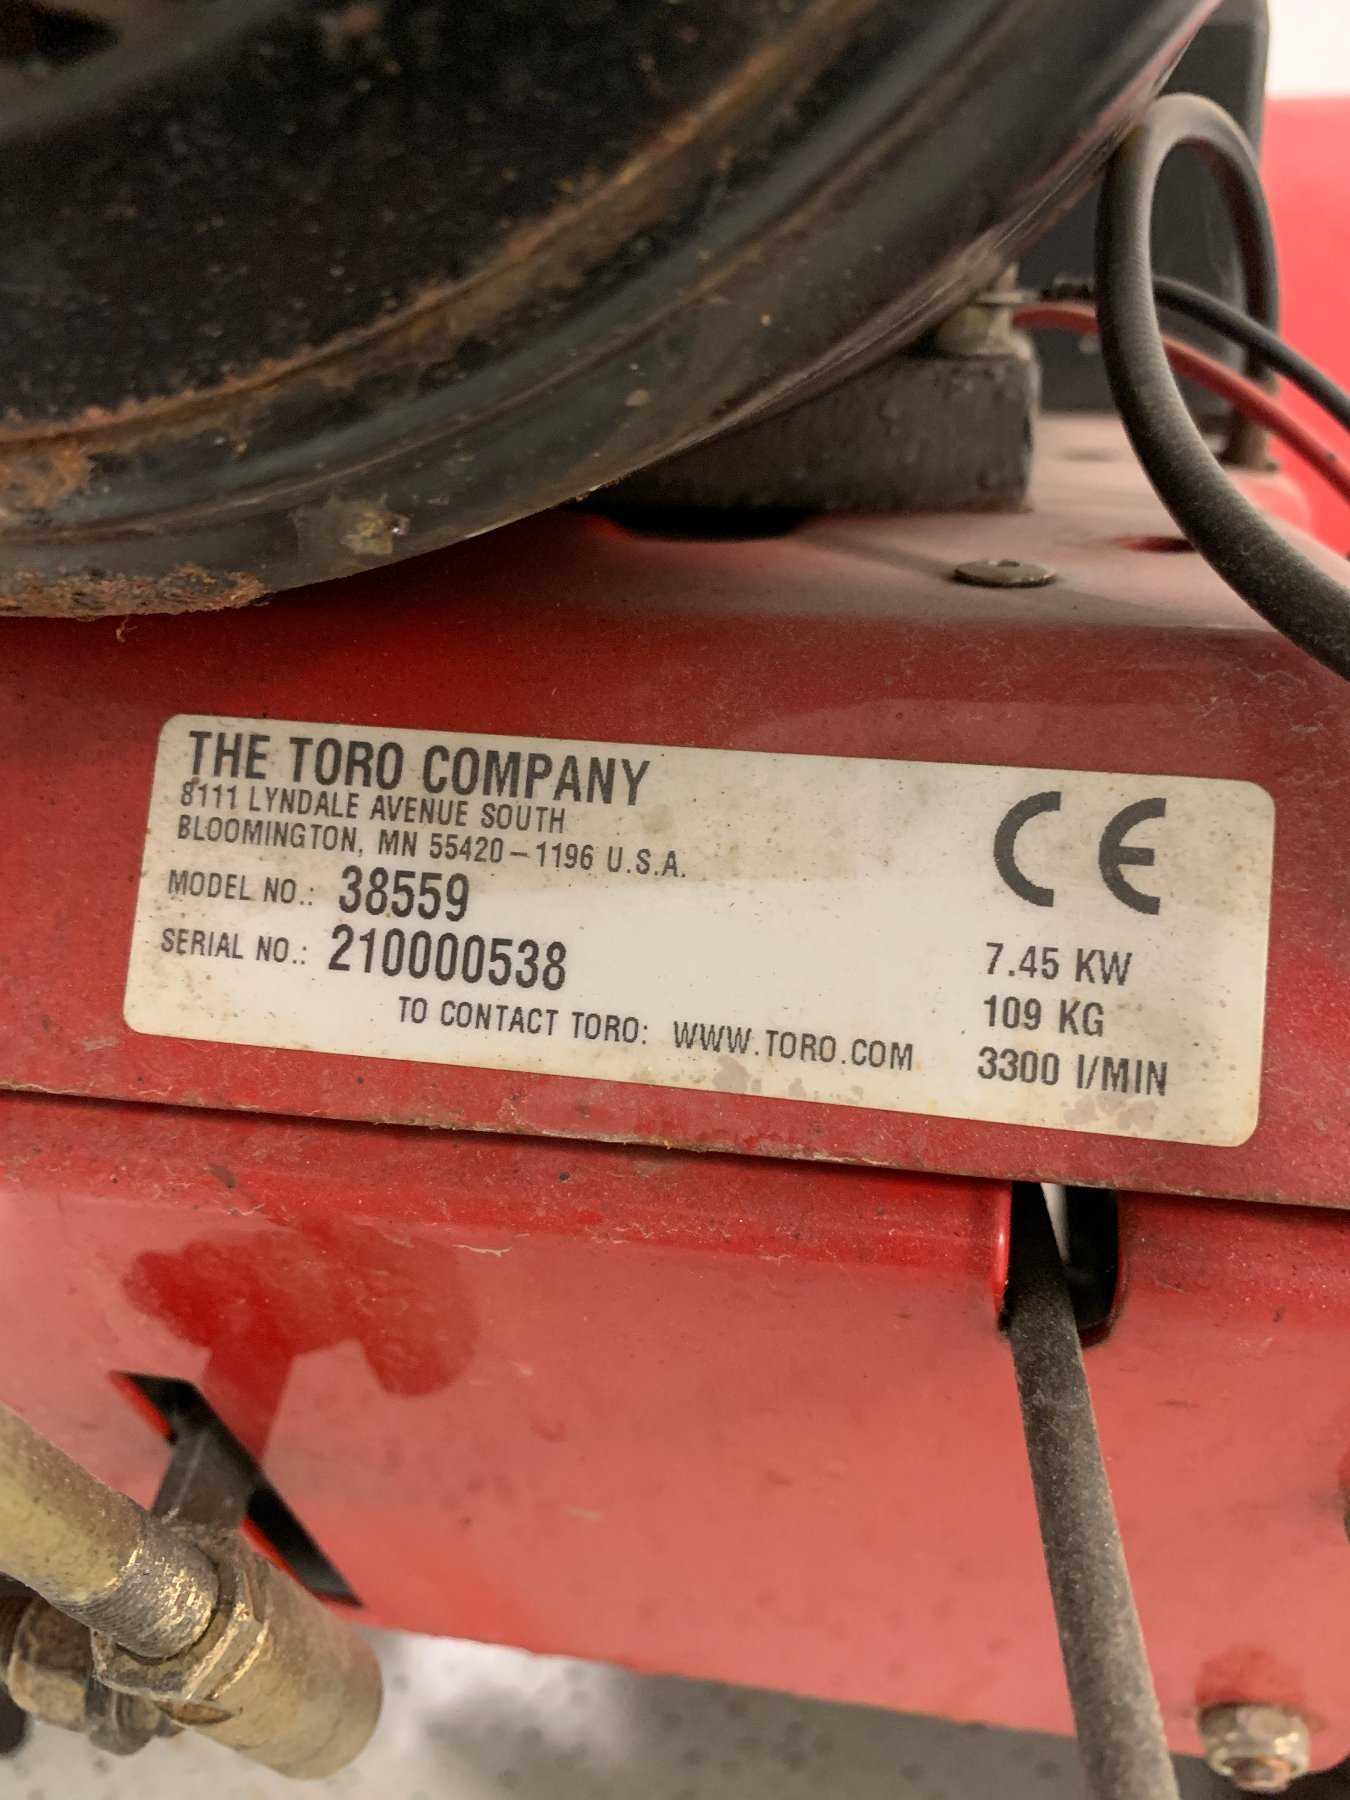 THE TORO COMPANY
8111 LYNDALE AVENUE SOUTH
BLOOMINGTON, MN 55420-1196 U.S.A.
MODEL NO.: 38559
SERIAL NO.: 210000538
TO CONTACT TORO: WWW.TORO.COM
CE
7.45 KW
109 KG
3300 I/MIN